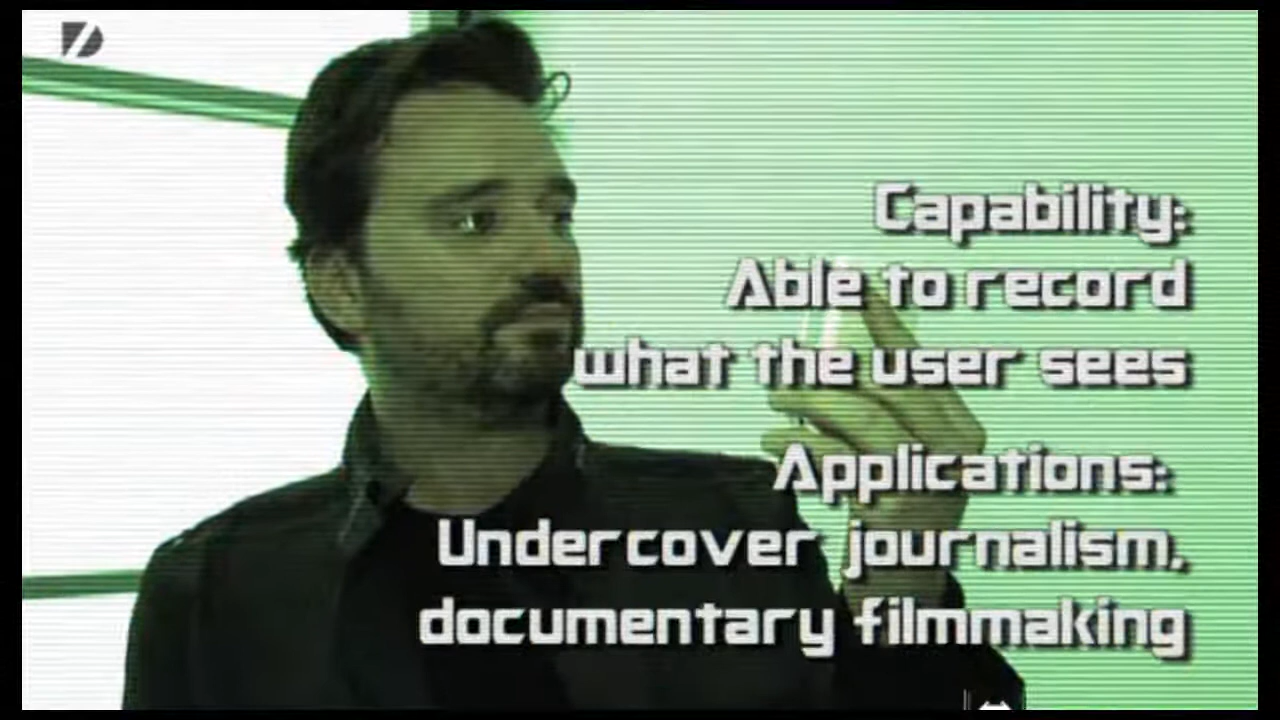 Capability:
Able to record
what the user sees
Applications:
Undercover journalism,
documentary filmmaking